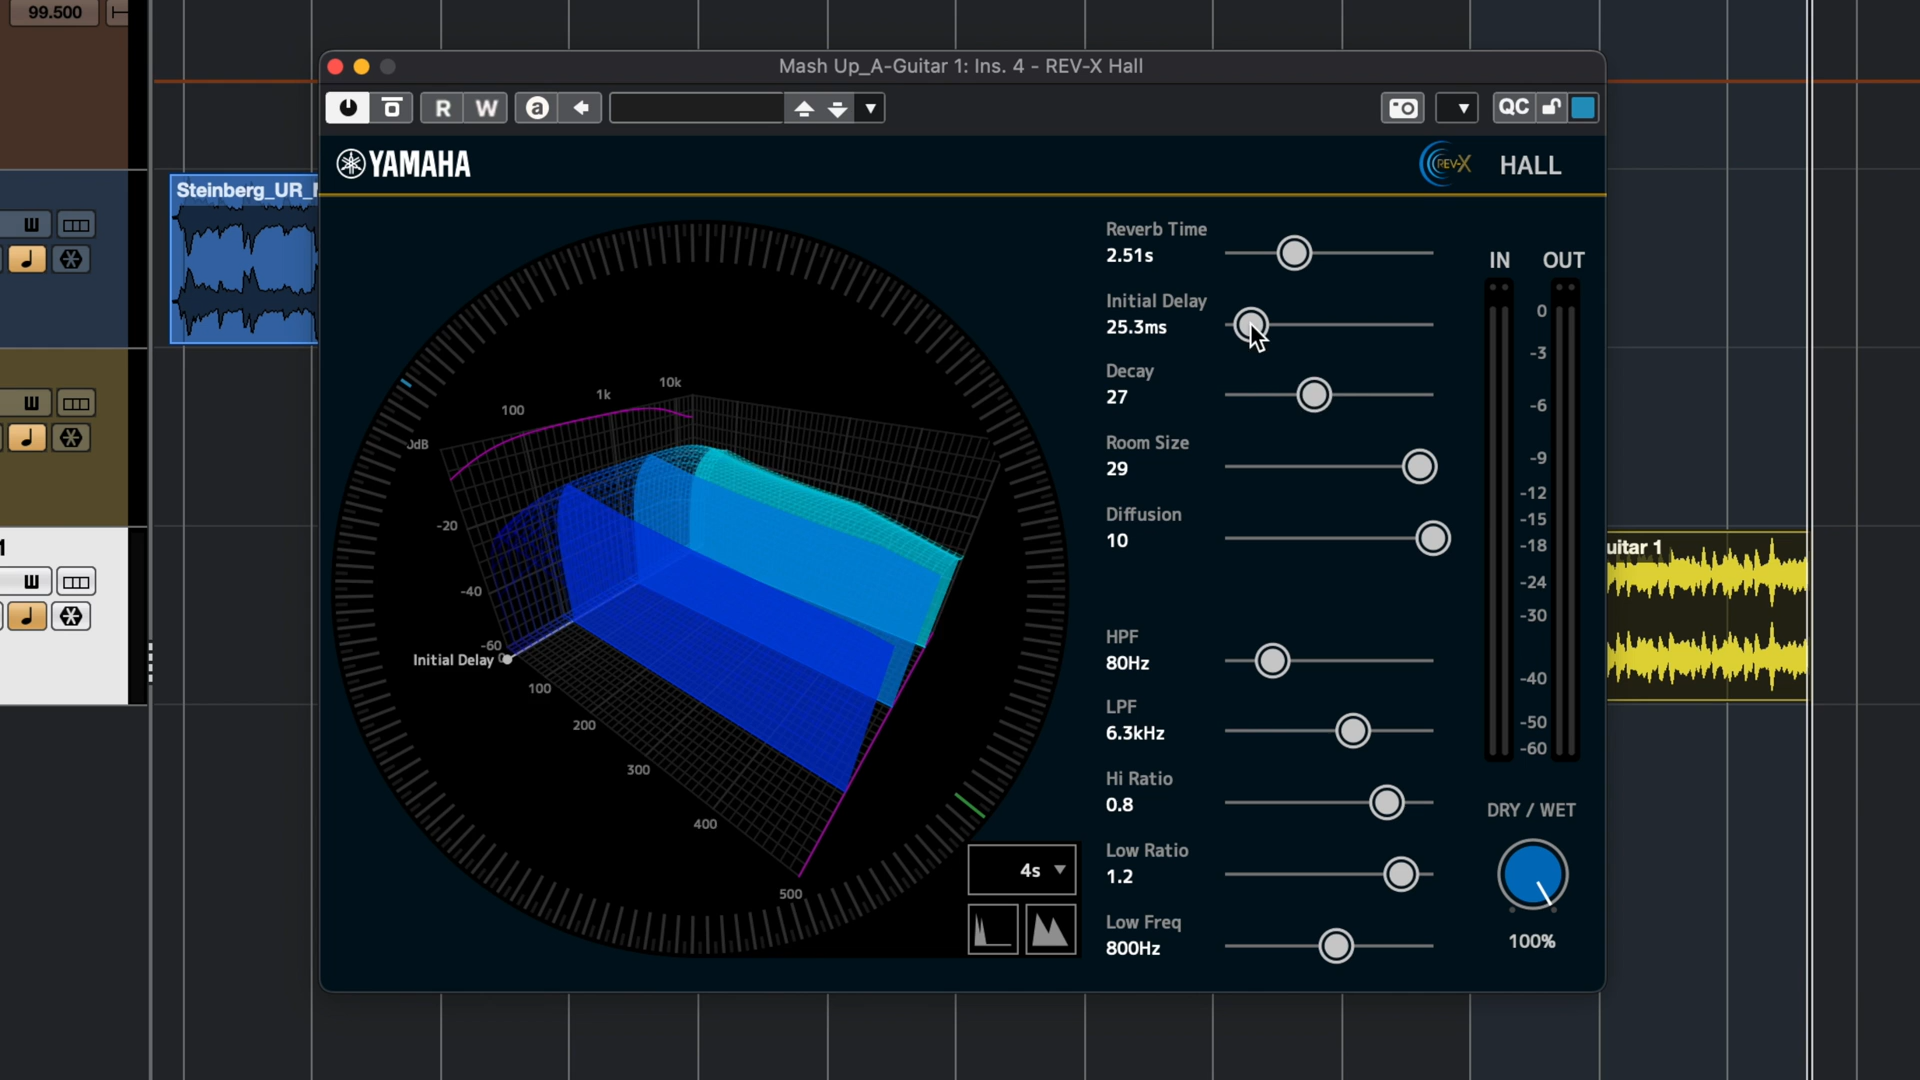 99.500
Mash Up_A-Guitar 1: Ins. 4 - REV-X Hall
R W a QC
YAMAHA
REV-X HALL
Steinberg_UR_
Reverb Time
2.51s
Initial Delay
25.3ms
Decay
27
Room Size
29
Diffusion
10
HPF
80Hz
LPF
6.3kHz
Hi Ratio
0.8
Low Ratio
1.2
Low Freq
800Hz
IN OUT
0
-3
-6
-9
-12
-15
-18
-24
-30
-40
-50
-60
DRY / WET
100%
100
1k
10k
0dB
-20
-40
-60
0
Initial Delay
100
200
300
400
500
4s
1
uitar 1